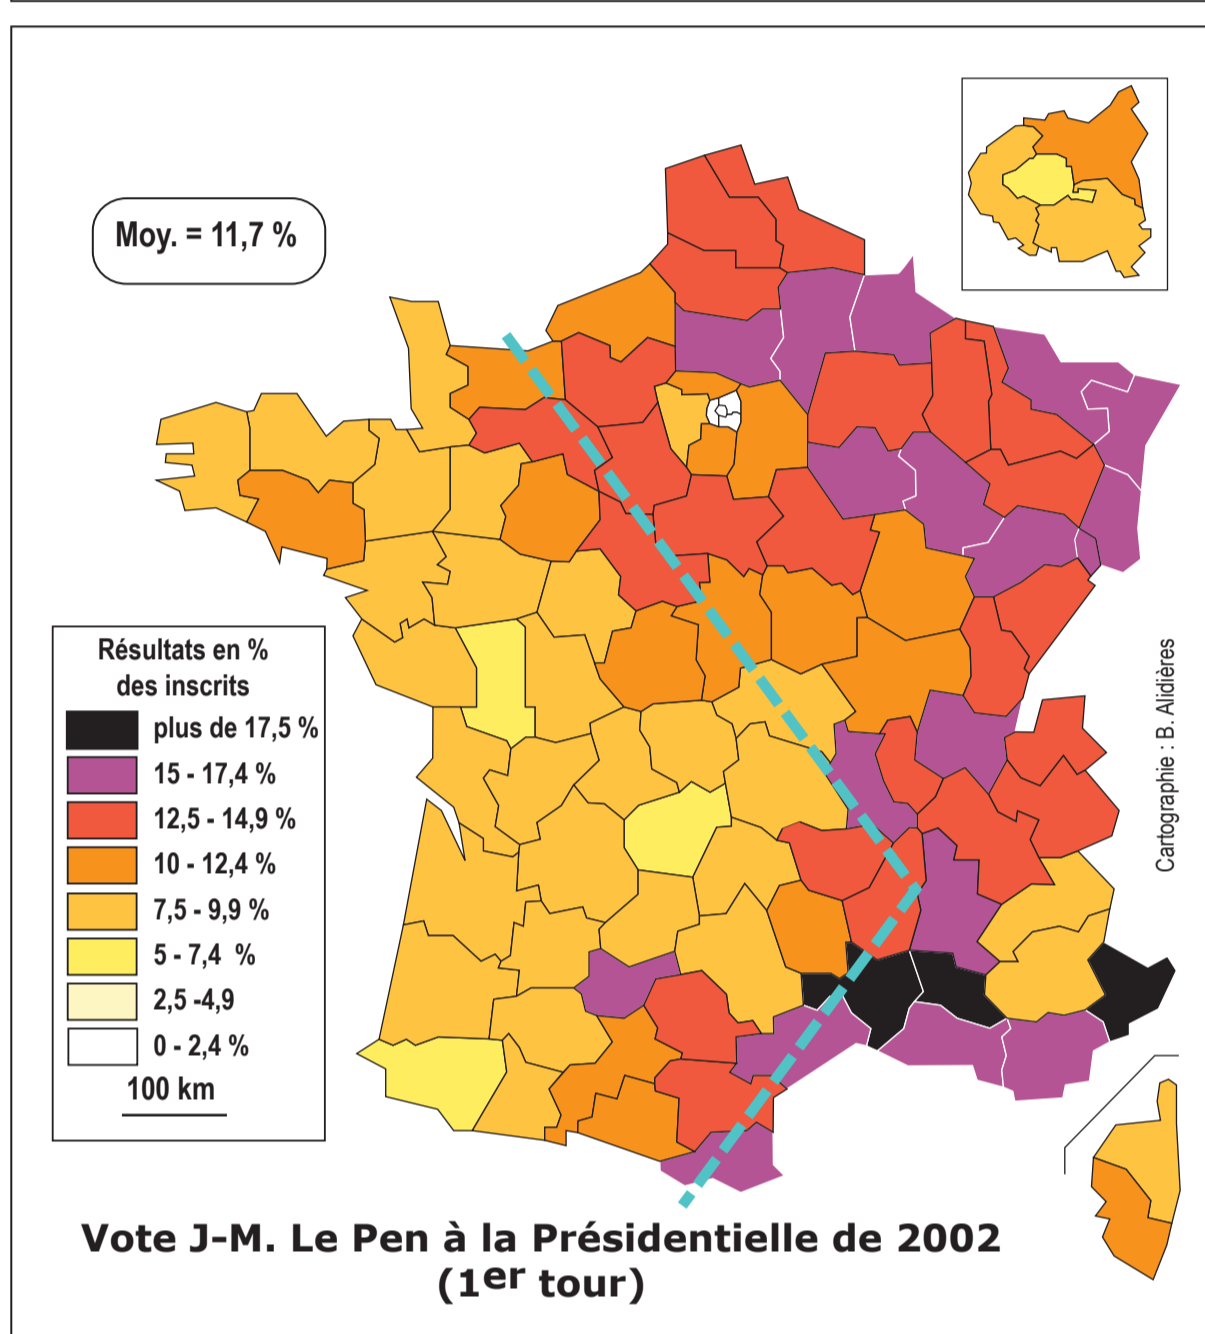 Moy. = 11,7 %
Résultats en %
des inscrits
plus de 17,5 %
15 - 17,4 %
12,5 - 14,9 %
10 - 12,4 %
7,5 - 9,9 %
5 - 7,4 %
2,5 -4,9
0 - 2,4 %
100 km
Cartographie : B. Alidières
Vote J-M. Le Pen à la Présidentielle de 2002
(1er tour)